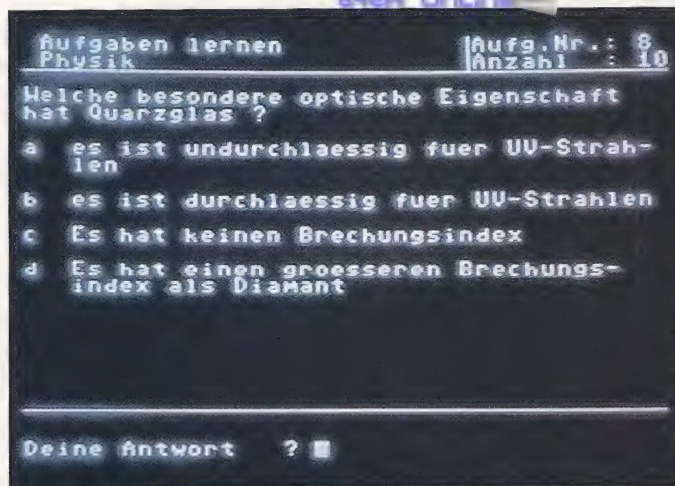 Aufgaben lernen
Aufg.Nr.: 8
Physik
Anzahl : 10
Welche besondere optische Eigenschaft
hat Quarzglas ?
a es ist undurchlaessig fuer UV-Strah-
len
b es ist durchlaessig fuer UV-Strahlen
c Es hat keinen Brechungsindex
d Es hat einen groesseren Brechungs-
index als Diamant
Deine Antwort ?